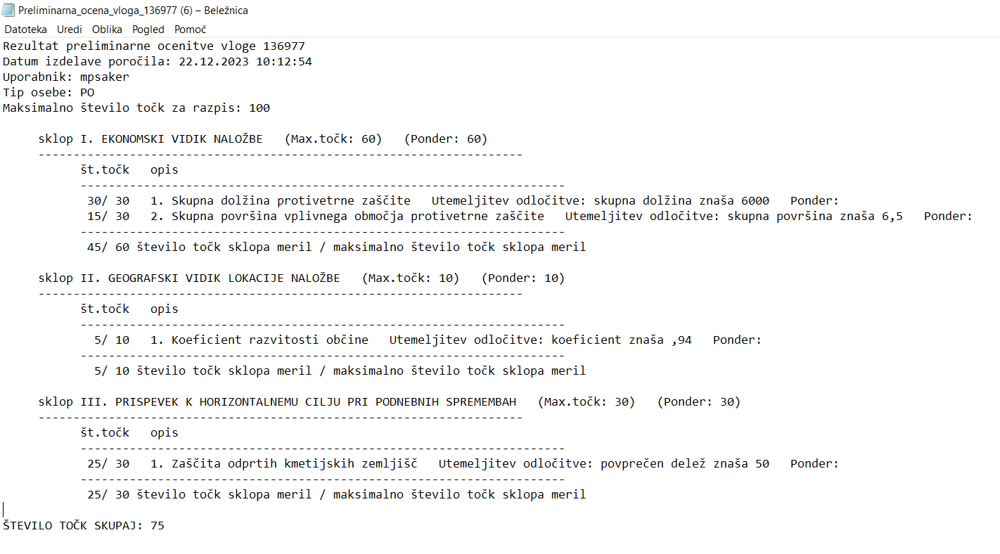 Preliminarna_ocena_vloga_136977 (6) – Beležnica
Datoteka Uredi Oblika Pogled Pomoč
Rezultat preliminarne ocenitve vloge 136977
Datum izdelave poročila: 22.12.2023 10:12:54
Uporabnik: mpsaker
Tip osebe: PO
Maksimalno število točk za razpis: 100
sklop I. EKONOMSKI VIDIK NALOŽBE (Max.točk: 60) (Ponder: 60)
---------------------------------------------------------------------
št.točk opis
---------------------------------------------------------------------
30/ 30 1. Skupna dolžina protivetrne zaščite Utemeljitev odločitve: skupna dolžina znaša 6000 Ponder:
15/ 30 2. Skupna površina vplivnega območja protivetrne zaščite Utemeljitev odločitve: skupna površina znaša 6,5 Ponder:
---------------------------------------------------------------------
45/ 60 število točk sklopa meril / maksimalno število točk sklopa meril
sklop II. GEOGRAFSKI VIDIK LOKACIJE NALOŽBE (Max.točk: 10) (Ponder: 10)
---------------------------------------------------------------------
št.točk opis
---------------------------------------------------------------------
5/ 10 1. Koeficient razvitosti občine Utemeljitev odločitve: koeficient znaša ,94 Ponder:
---------------------------------------------------------------------
5/ 10 število točk sklopa meril / maksimalno število točk sklopa meril
sklop III. PRISPEVEK K HORIZONTALNEMU CILJU PRI PODNEBNIH SPREMEMBAH (Max.točk: 30) (Ponder: 30)
---------------------------------------------------------------------
št.točk opis
---------------------------------------------------------------------
25/ 30 1. Zaščita odprtih kmetijskih zemljišč Utemeljitev odločitve: povprečen delež znaša 50 Ponder:
---------------------------------------------------------------------
25/ 30 število točk sklopa meril / maksimalno število točk sklopa meril
ŠTEVILO TOČK SKUPAJ: 75